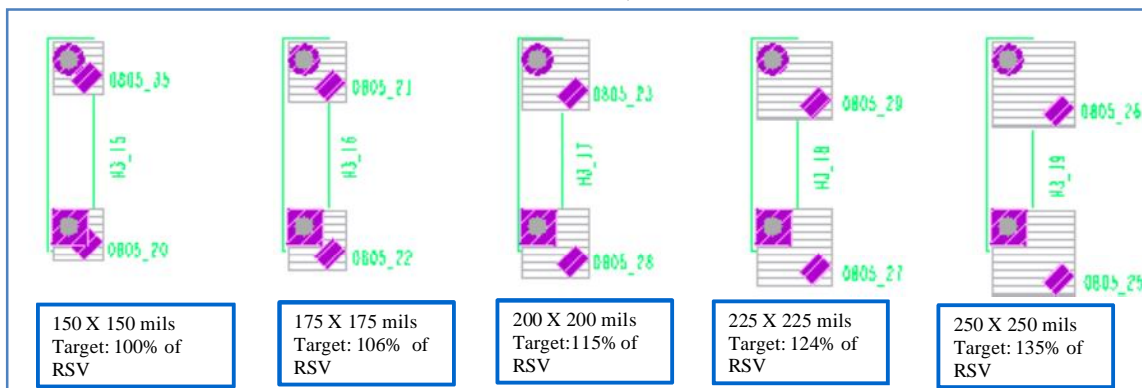 0805_35
0805_21
0805_23
0805_29
0805_26
H3_15
H3_16
H3_17
H3_18
H3_19
0805_20
0805_22
0805_28
0805_27
0805_25
150 X 150 mils
Target: 100% of
RSV
175 X 175 mils
Target: 106% of
RSV
200 X 200 mils
Target:115% of
RSV
225 X 225 mils
Target: 124% of
RSV
250 X 250 mils
Target: 135% of
RSV